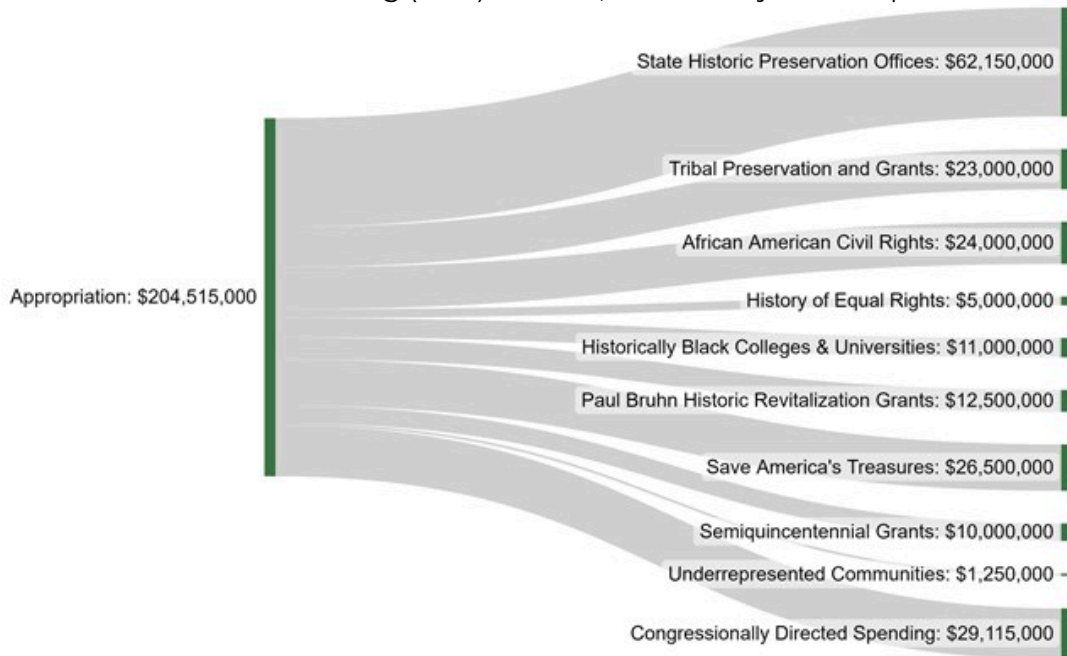 State Historic Preservation Offices: $62,150,000
Tribal Preservation and Grants: $23,000,000
African American Civil Rights: $24,000,000
Appropriation: $204,515,000
History of Equal Rights: $5,000,000
Historically Black Colleges & Universities: $11,000,000
Paul Bruhn Historic Revitalization Grants: $12,500,000
Save America's Treasures: $26,500,000
Semiquincentennial Grants: $10,000,000
Underrepresented Communities: $1,250,000
Congressionally Directed Spending: $29,115,000